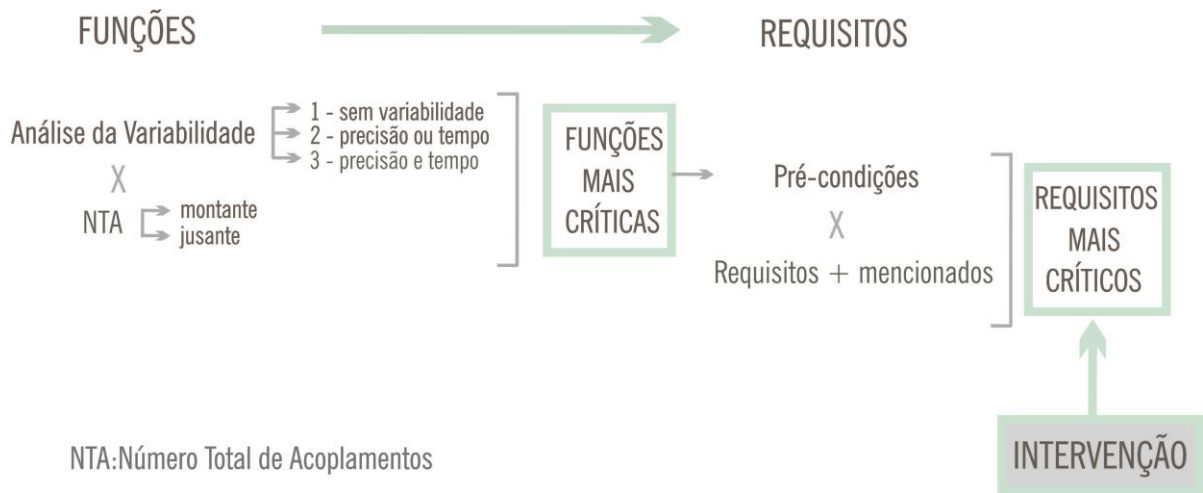 FUNÇÕES
REQUISITOS
Análise da Variabilidade
1 - sem variabilidade
2 - precisão ou tempo
3 - precisão e tempo
X
NTA
montante
jusante
FUNÇÕES
MAIS
CRÍTICAS
Pré-condições
X
Requisitos + mencionados
REQUISITOS
MAIS
CRÍTICOS
INTERVENÇÃO
NTA:Número Total de Acoplamentos